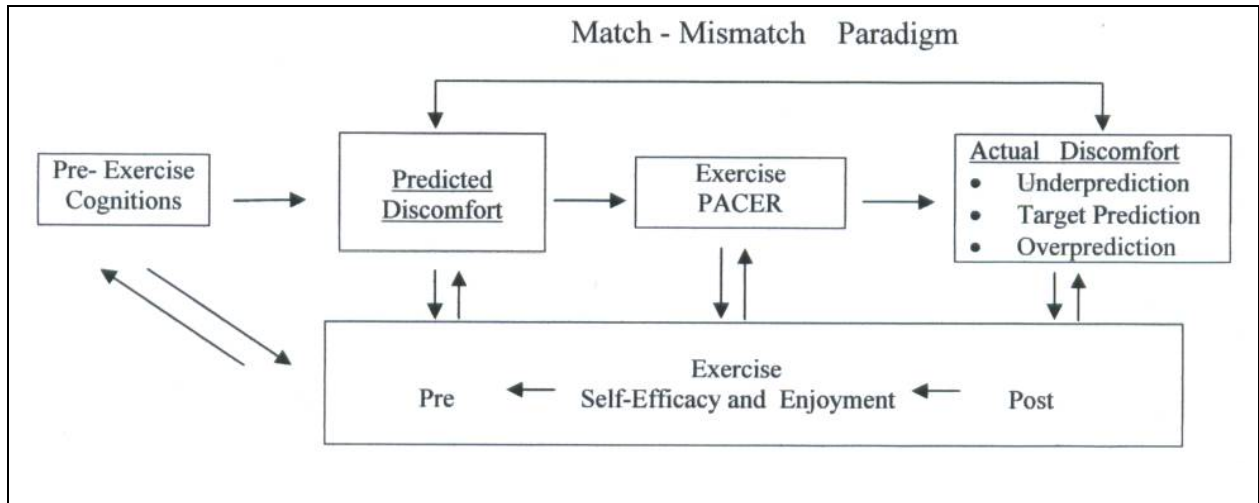 Match - Mismatch Paradigm
Pre- Exercise
Cognitions
Predicted
Discomfort
Exercise
PACER
Actual Discomfort
• Underprediction
• Target Prediction
• Overprediction
Exercise
Pre
Self-Efficacy and Enjoyment
Post